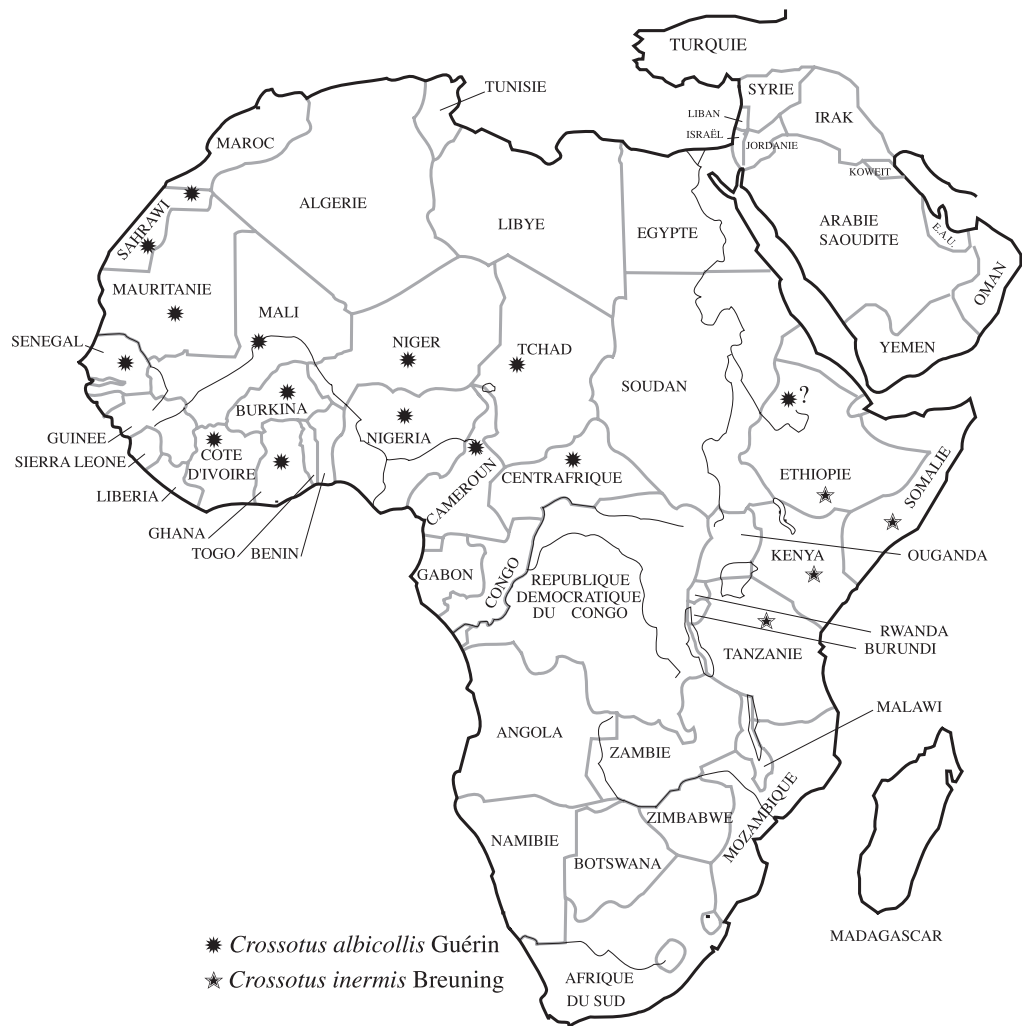 TURQUIE
TUNISIE
SYRIE
LIBAN
IRAK
ISRAËL
JORDANIE
MAROC
KOWEIT
ALGERIE
LIBYE
EGYPTE
ARABIE
SAOUDITE
E.A.U.
SAHRAWI
OMAN
MAURITANIE
MALI
SENEGAL
NIGER
TCHAD
YEMEN
SOUDAN
?
BURKINA
GUINEE
NIGERIA
SIERRA LEONE
COTE
D'IVOIRE
CENTRAFRIQUE
ETHIOPIE
SOMALIE
LIBERIA
CAMEROUN
GHANA
TOGO
BENIN
KENYA
OUGANDA
GABON
CONGO
REPUBLIQUE
DEMOCRATIQUE
DU CONGO
RWANDA
BURUNDI
TANZANIE
MALAWI
ANGOLA
ZAMBIE
MOZAMBIQUE
ZIMBABWE
NAMIBIE
BOTSWANA
MADAGASCAR
Crossotus albicollis Guérin
Crossotus inermis Breuning
AFRIQUE
DU SUD